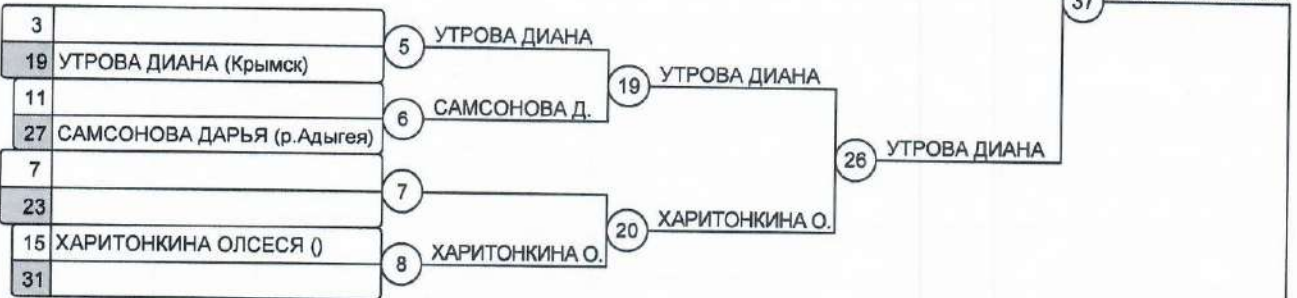 37
3
19 УТРОВА ДИАНА (Крымск)
5 УТРОВА ДИАНА
11
27 САМСОНОВА ДАРЬЯ (р.Адыгея)
6 САМСОНОВА Д.
19 УТРОВА ДИАНА
7
23
7
26 УТРОВА ДИАНА
15 ХАРИТОНКИНА ОЛСЕСЯ ()
31
8 ХАРИТОНКИНА О.
20 ХАРИТОНКИНА О.